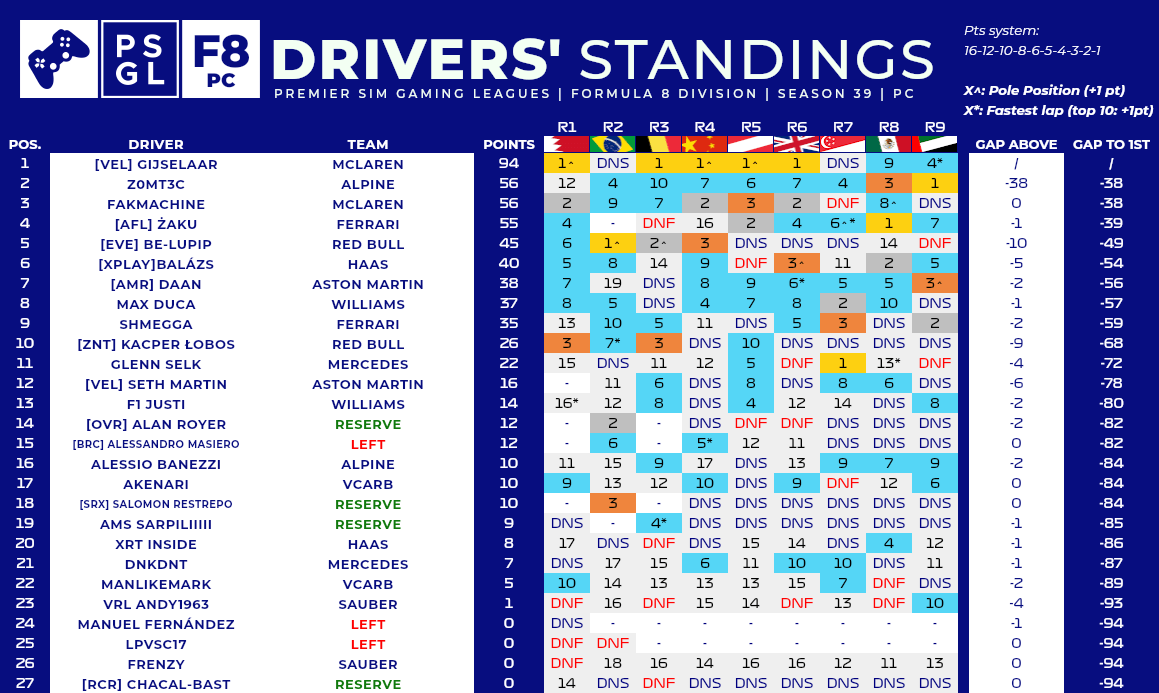 PS
GL
F8
PC
DRIVERS' STANDINGS
PREMIER SIM GAMING LEAGUES | FORMULA 8 DIVISION | SEASON 39 | PC
Pts system:
16-12-10-8-6-5-4-3-2-1
X^: Pole Position (+1 pt)
X*: Fastest lap (top 10: +1pt)
R1 R2 R3 R4 R5 R6 R7 R8 R9
POS. DRIVER TEAM POINTS GAP ABOVE GAP TO 1ST
1 [VEL] GIJSELAAR MCLAREN 94 1^ DNS 1 1^ 1^ 1 DNS 9 4* / /
2 Z0MT3C ALPINE 56 12 4 10 7 6 7 4 3 1 -38 -38
3 FAKMACHINE MCLAREN 56 2 9 7 2 3 2 DNF 8^ DNS 0 -38
4 [AFL] ŻAKU FERRARI 55 4 - DNF 16 2 4 6^* 1 7 -1 -39
5 [EVE] BE-LUPIP RED BULL 45 6 1^ 2^ 3 DNS DNS DNS 14 DNF -10 -49
6 [XPLAY]BALÁZS HAAS 40 5 8 14 9 DNF 3^ 11 2 5 -5 -54
7 [AMR] DAAN ASTON MARTIN 38 7 19 DNS 8 9 6* 5 5 3^ -2 -56
8 MAX DUCA WILLIAMS 37 8 5 DNS 4 7 8 2 10 DNS -1 -57
9 SHMEGGA FERRARI 35 13 10 5 11 DNS 5 3 DNS 2 -2 -59
10 [ZNT] KACPER ŁOBOS RED BULL 26 3 7* 3 DNS 10 DNS DNS DNS DNS -9 -68
11 GLENN SELK MERCEDES 22 15 DNS 11 12 5 DNF 1 13* DNF -4 -72
12 [VEL] SETH MARTIN ASTON MARTIN 16 - 11 6 DNS 8 DNS 8 6 DNS -6 -78
13 F1 JUSTI WILLIAMS 14 16* 12 8 DNS 4 12 14 DNS 8 -2 -80
14 [OVR] ALAN ROYER RESERVE 12 - 2 - DNS DNF DNF DNS DNS DNS -2 -82
15 [BRC] ALESSANDRO MASIERO LEFT 12 - 6 - 5* 12 11 DNS DNS DNS 0 -82
16 ALESSIO BANEZZI ALPINE 10 11 15 9 17 DNS 13 9 7 9 -2 -84
17 AKENARI VCARB 10 9 13 12 10 DNS 9 DNF 12 6 0 -84
18 [SRX] SALOMON RESTREPO RESERVE 10 - 3 - DNS DNS DNS DNS DNS DNS 0 -84
19 AMS SARPILIIIII RESERVE 9 DNS - 4* DNS DNS DNS DNS DNS DNS -1 -85
20 XRT INSIDE HAAS 8 17 DNS DNF DNS 15 14 DNS 4 12 -1 -86
21 DNKDNT MERCEDES 7 DNS 17 15 6 11 10 10 DNS 11 -1 -87
22 MANLIKEMARK VCARB 5 10 14 13 13 13 15 7 DNF DNS -2 -89
23 VRL ANDY1963 SAUBER 1 DNF 16 DNF 15 14 DNF 13 DNF 10 -4 -93
24 MANUEL FERNÁNDEZ LEFT 0 DNS - - - - - - - - -1 -94
25 LPVSC17 LEFT 0 DNF DNF - - - - - - - 0 -94
26 FRENZY SAUBER 0 DNF 18 16 14 16 16 12 11 13 0 -94
27 [RCR] CHACAL-BAST RESERVE 0 14 DNS DNF DNS DNS DNS DNS DNS DNS 0 -94